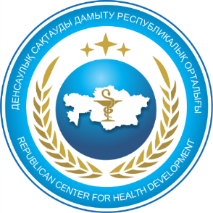 ДЕНСАУЛЫҚ САҚТАУДЫ ДАМЫТУ РЕСПУБЛИКАЛЫҚ ОРТАЛЫҒЫ
REPUBLICAN CENTER FOR HEALTH DEVELOPMENT